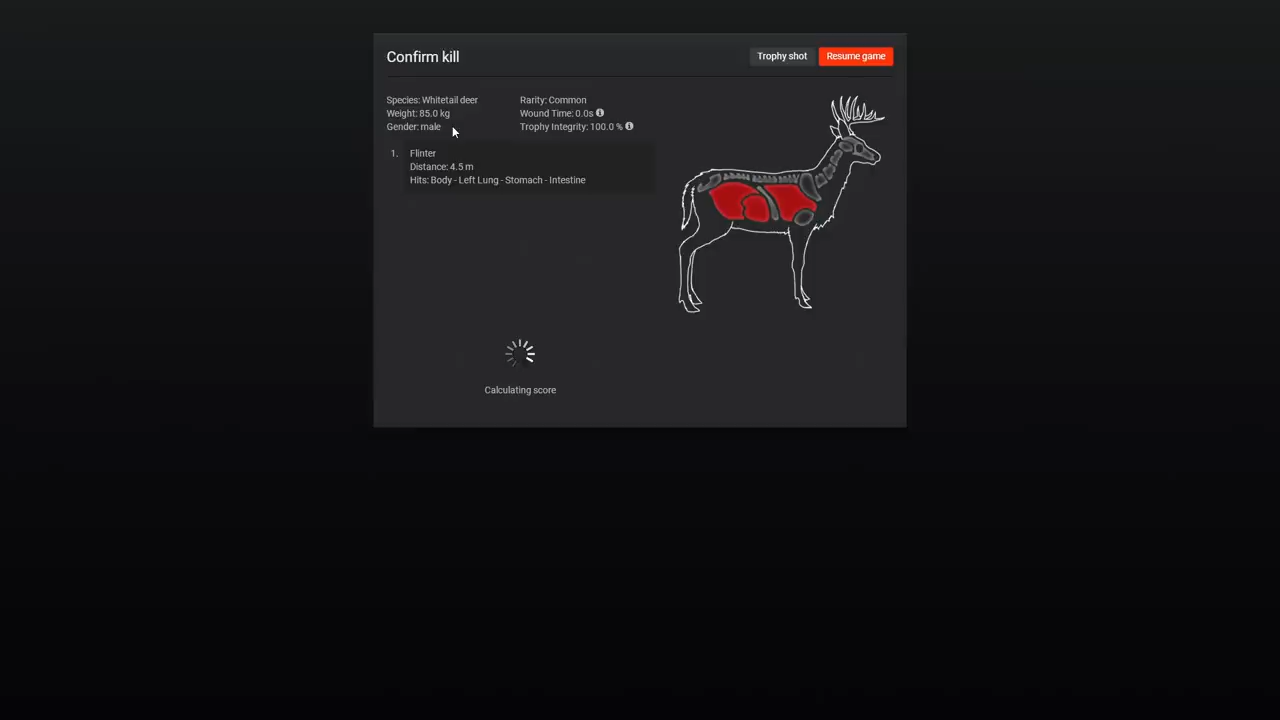 Confirm kill
Trophy shot
Resume game
Species: Whitetail deer
Weight: 85.0 kg
Gender: male
Rarity: Common
Wound Time: 0.0s
Trophy Integrity: 100.0 %
1. Flinter
Distance: 4.5 m
Hits: Body - Left Lung - Stomach - Intestine
Calculating score